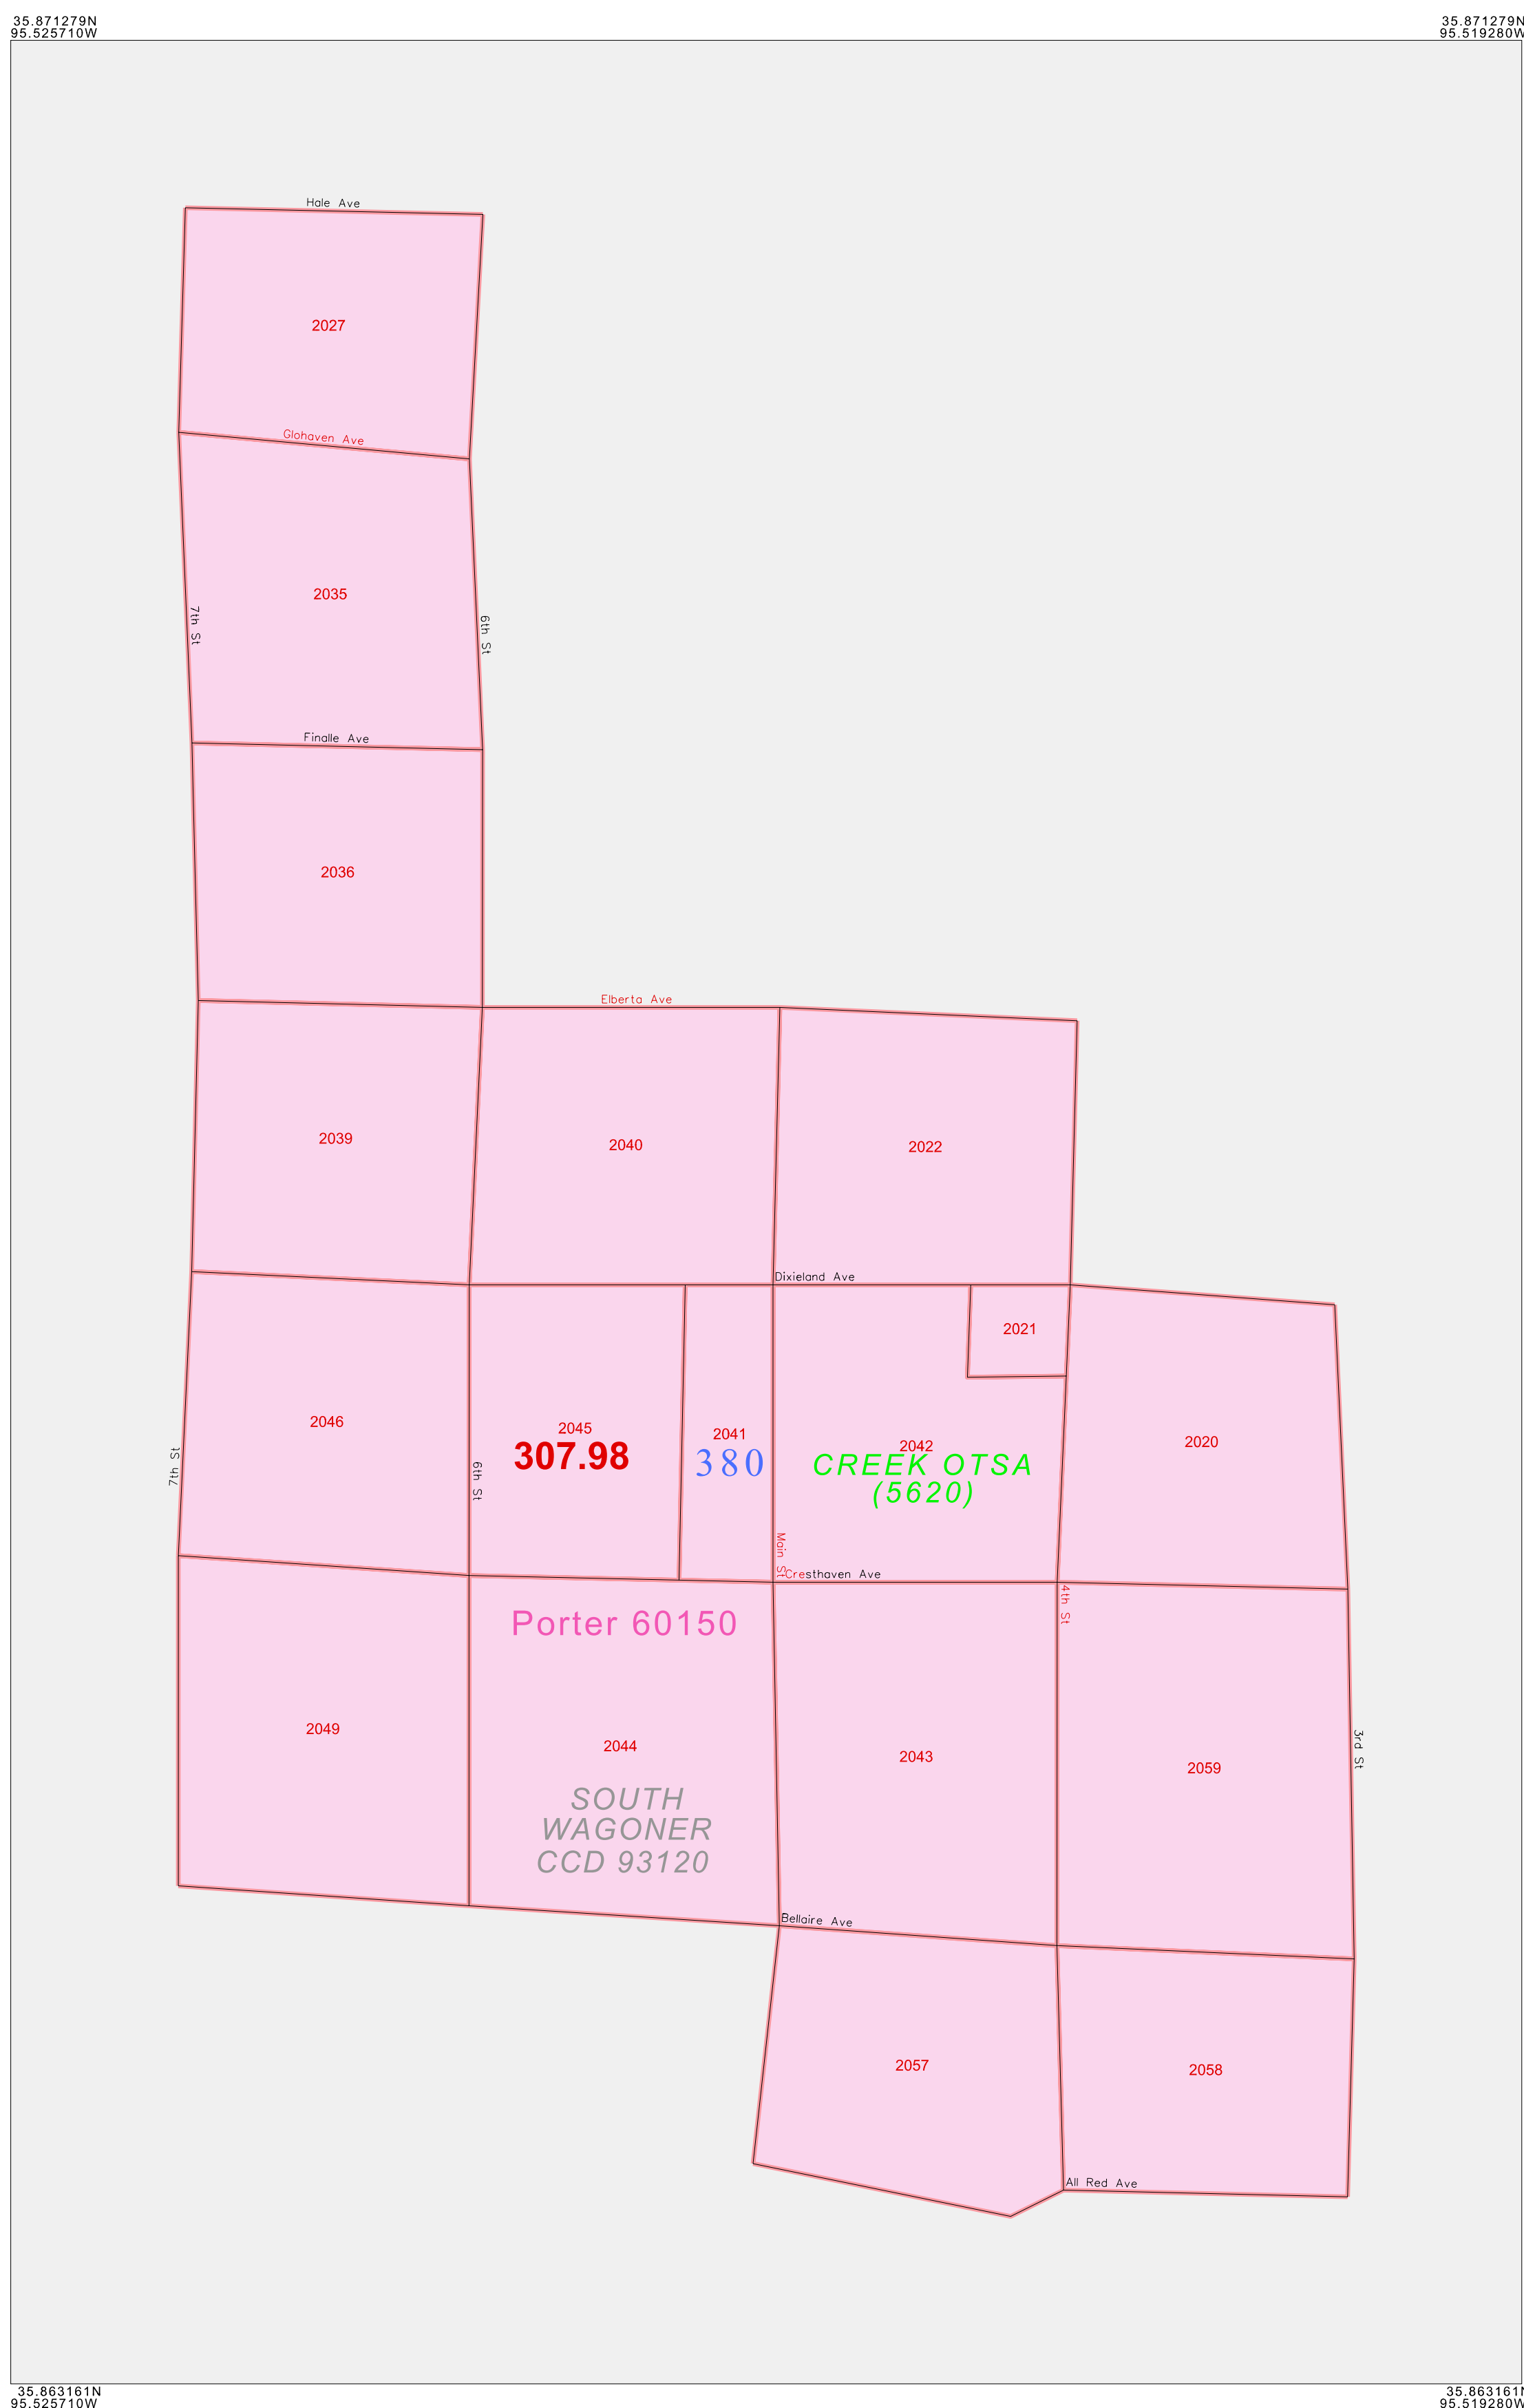 35.871279N
95.525710W
35.871279N
95.519280W
Hale Ave
2027
Glohaven Ave
2035
7th St
6th St
Finalle Ave
2036
Elberta Ave
2039
2040
2022
Dixieland Ave
2021
2046
2045
307.98
2041
380
2042
CREEK OTSA
(5620)
2020
7th St
6th St
Main St
Cresthaven Ave
4th St
Porter 60150
2049
2044
2043
2059
3rd St
SOUTH
WAGONER
CCD 93120
Bellaire Ave
2057
2058
All Red Ave
35.863161N
95.525710W
35.863161N
95.519280W